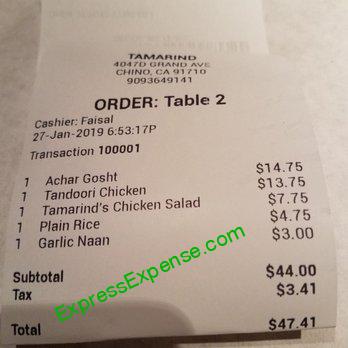 TAMARIND
4047D GRAND AVE
CHINO, CA 91710
9093649141
ORDER: Table 2
Cashier: Faisal
27-Jan-2019 6:53:17P
Transaction 100001
1 Achar Gosht $14.75
1 Tandoori Chicken $13.75
1 Tamarind's Chicken Salad $7.75
1 Plain Rice $4.75
1 Garlic Naan $3.00
Subtotal $44.00
Tax $3.41
Total $47.41
ExpressExpense.com